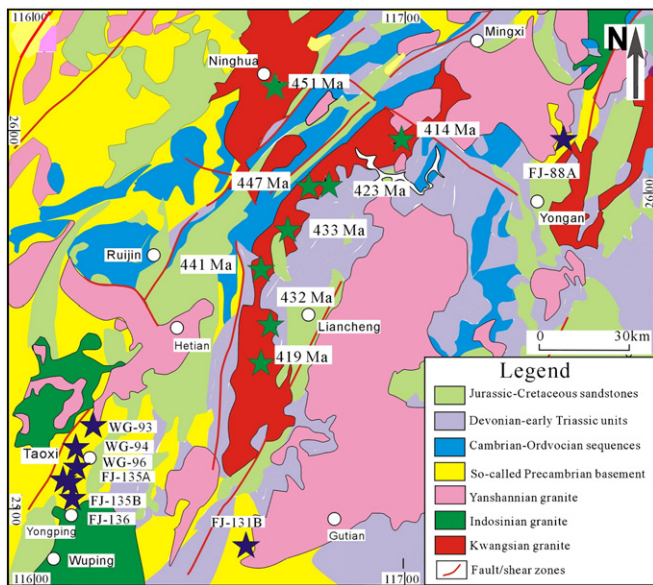 116 00
117 00
Mingxi
N
Ninghua
451 Ma
26 00
414 Ma
FJ-88A
447 Ma
423 Ma
26 00
Yongan
433 Ma
Ruijin
441 Ma
432 Ma
Liancheng
0 30km
Hetian
419 Ma
Legend
Jurassic-Cretaceous sandstones
Devonian-early Triassic units
Cambrian-Ordvocian sequences
So-called Precambrian basement
Yanshannian granite
Indosinian granite
Kwangsian granite
Fault/shear zones
WG-93
WG-94
Taoxi
WG-96
FJ-135A
FJ-135B
FJ-136
25 00
Yongping
FJ-131B
Gutian
Wuping
116 00
117 00